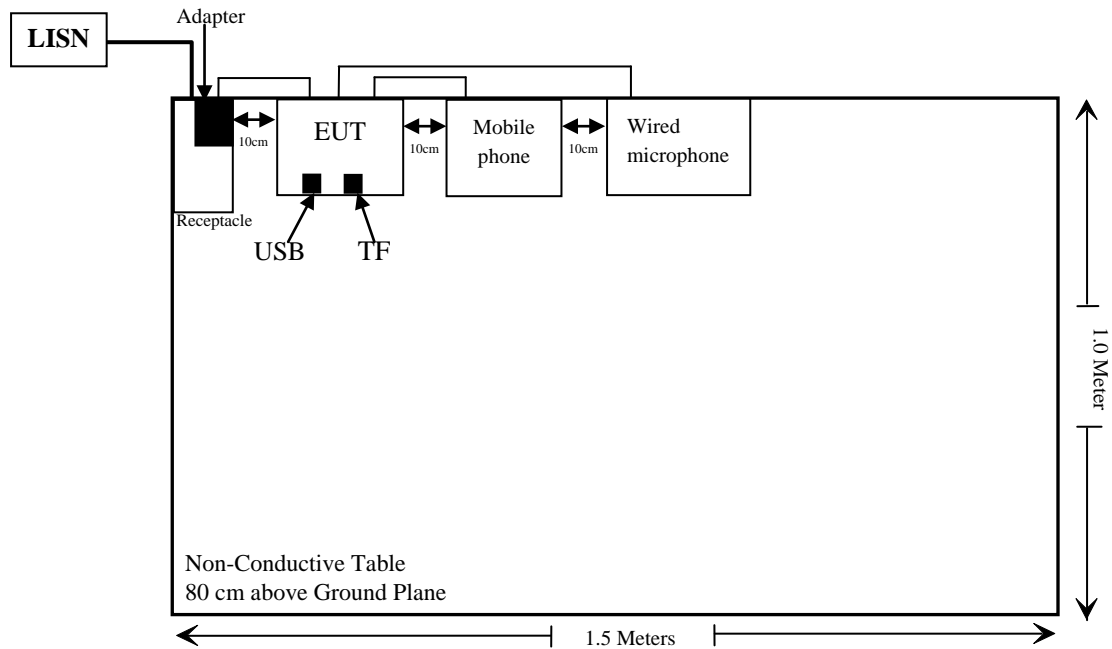 Adapter
LISN
EUT
Mobile
phone
Wired
microphone
10cm
10cm
10cm
Receptacle
USB
TF
1.0 Meter
Non-Conductive Table
80 cm above Ground Plane
1.5 Meters